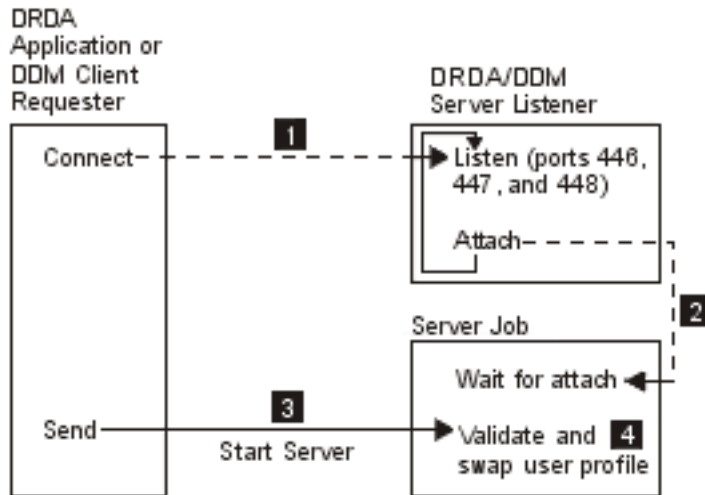 DRDA
Application or
DDM Client
Requester
DRDA/DDM
Server Listener
1
Connect
Listen (ports 446,
447, and 448)
Attach
2
Server Job
Wait for attach
3
Send
Start Server
Validate and 4
swap user profile